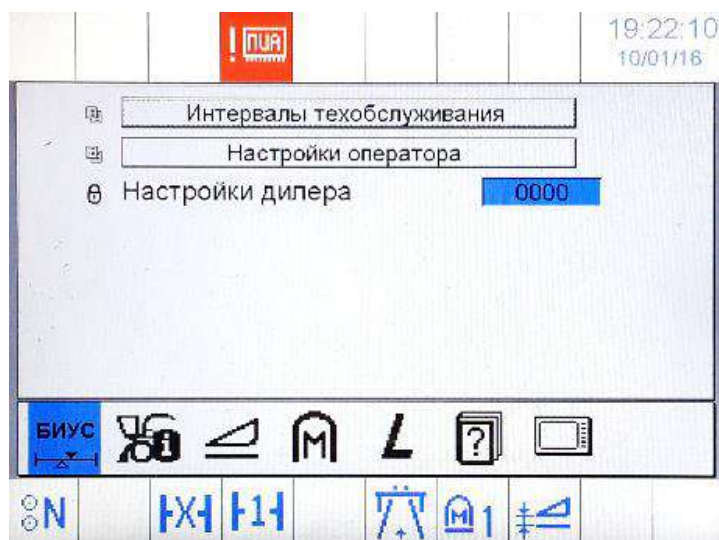 ! ПИА
19:22:10
10/01/16
Интервалы техобслуживания
Настройки оператора
Настройки дилера 0000
БИУС
i M L ?
N X 1 M 1